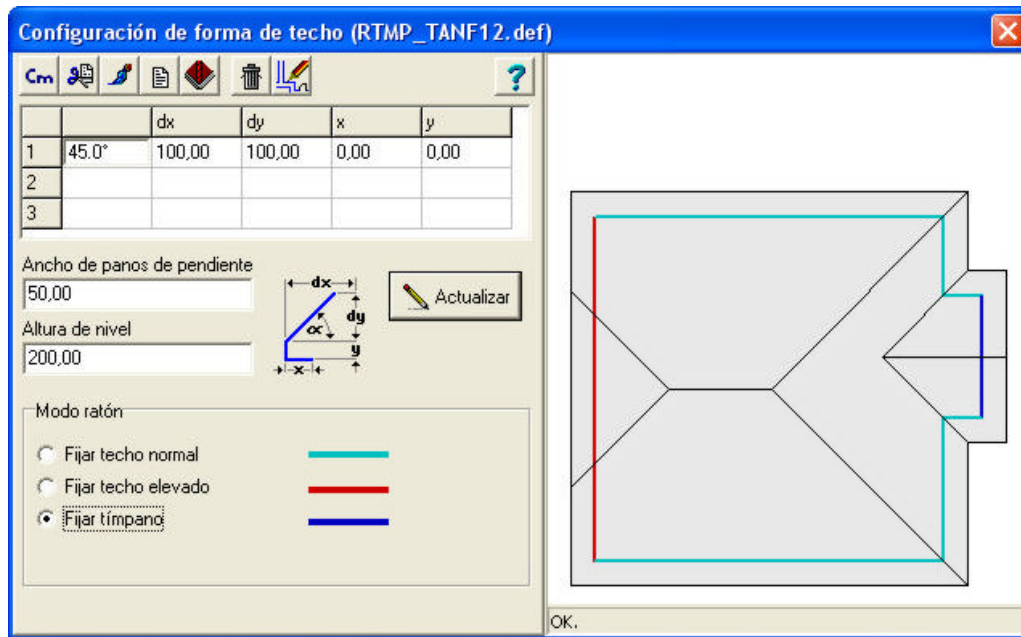 Configuración de forma de techo (RTMP_TANF12.def)
Cm ?
dx dy x y
1 45.0° 100,00 100,00 0,00 0,00
2
3
Ancho de panos de pendiente
50,00
Altura de nivel
200,00
dx
dy
α
y
x
Actualizar
Modo ratón
Fijar techo normal
Fijar techo elevado
Fijar tímpano
OK.